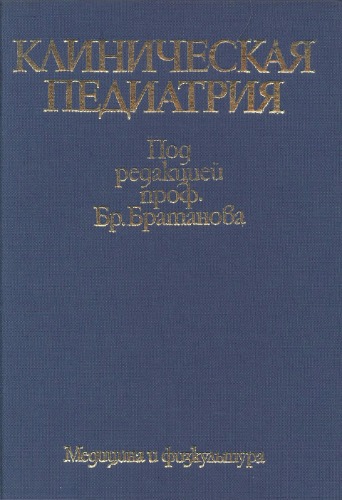 КЛИНИЧЕСКАЯ
ПЕДИАТРИЯ
Под
редакцией
проф.
Бр. Братанова
Медицина и физкультура